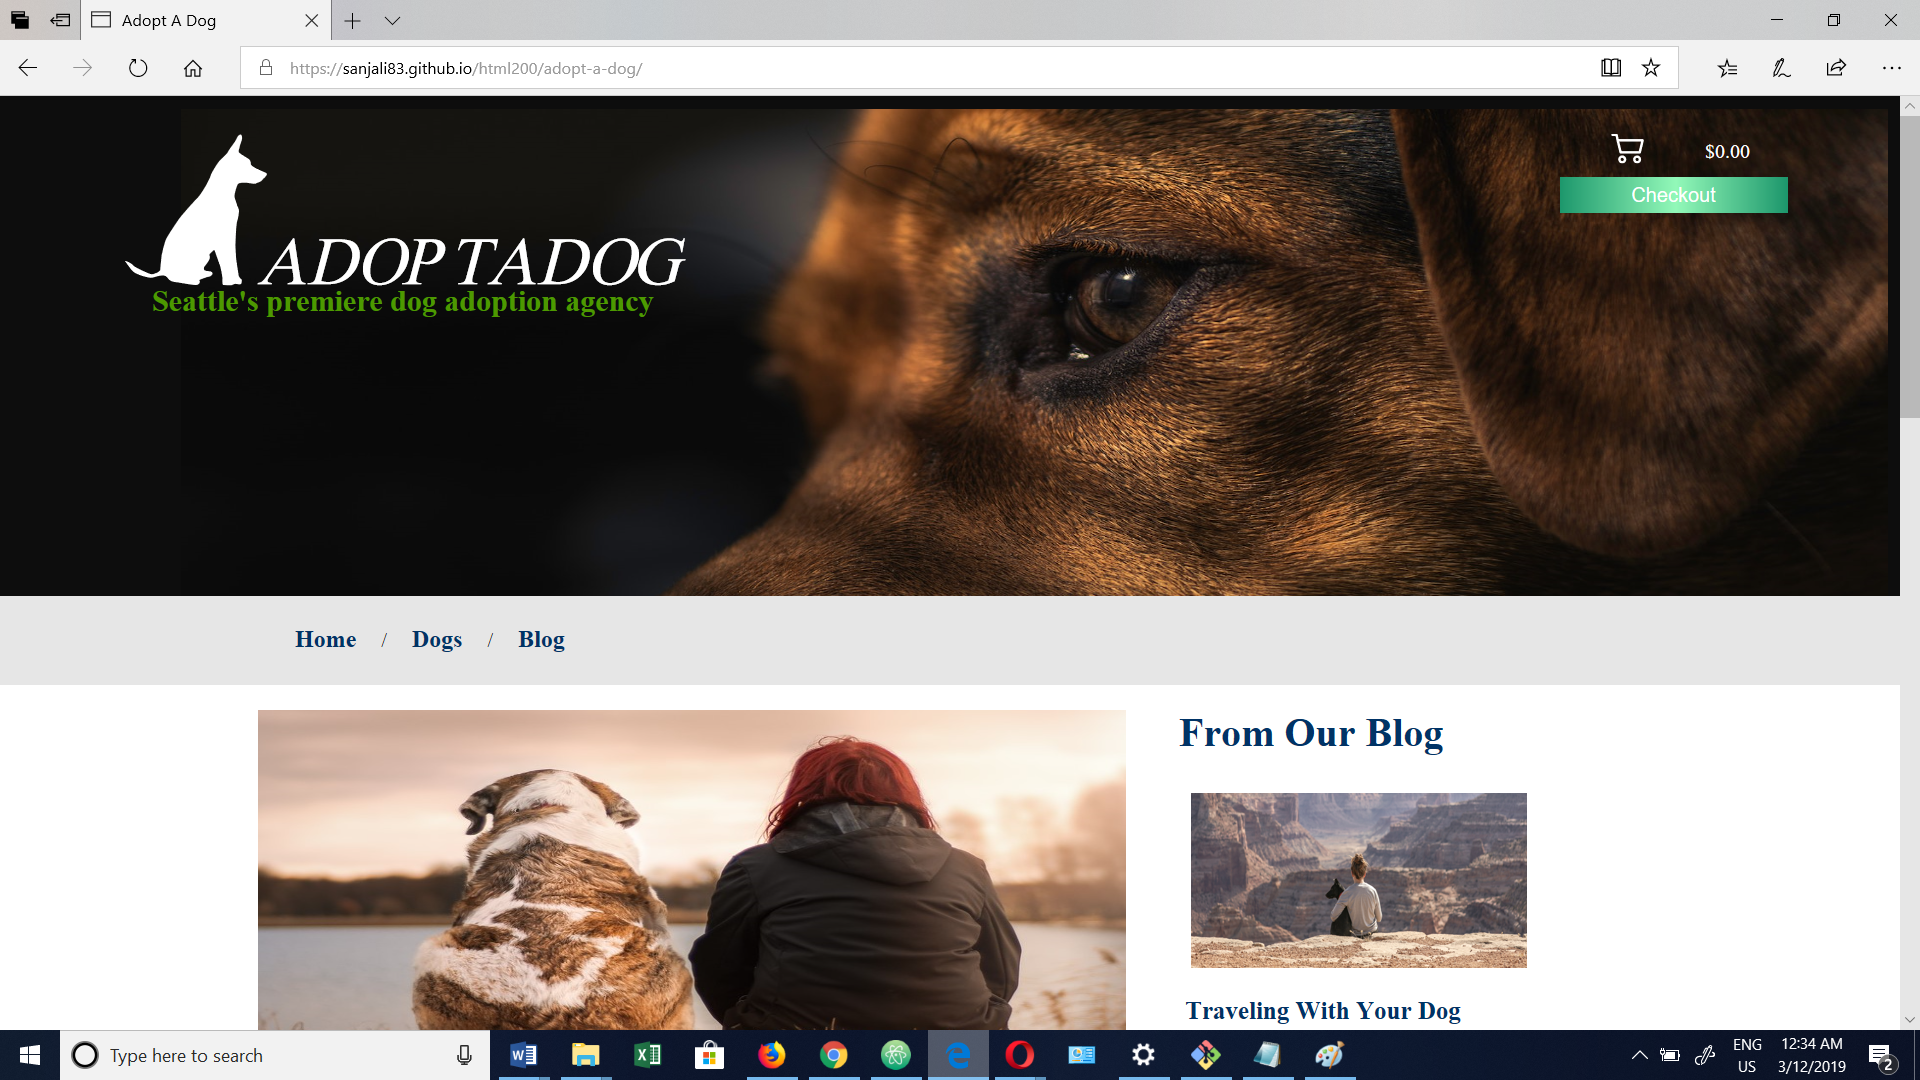 Adopt A Dog
https://sanjali83.github.io/html200/adopt-a-dog/
$0.00
Checkout
ADOPTADOG
Seattle's premiere dog adoption agency
Home / Dogs / Blog
From Our Blog
Traveling With Your Dog
Type here to search
ENG
US
12:34 AM
3/12/2019
2